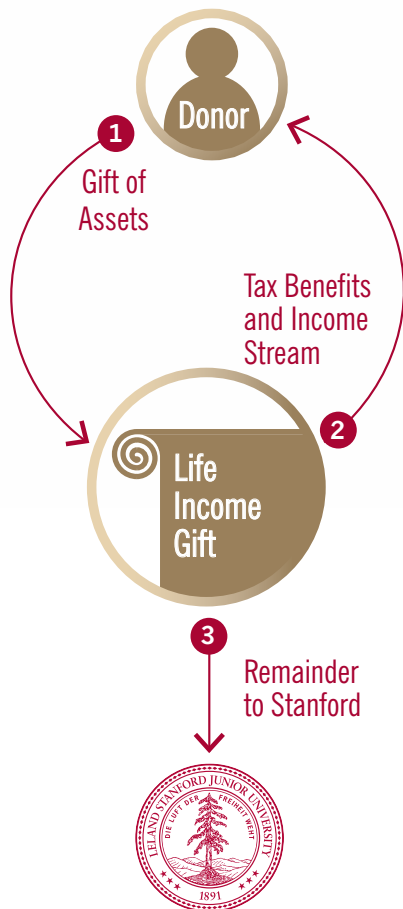 Donor
1
Gift of
Assets
Tax Benefits
and Income
Stream
2
Life
Income
Gift
3
Remainder
to Stanford
LELAND STANFORD JUNIOR UNIVERSITY
DIE LUFT DER FREIHEIT WEHT
1891